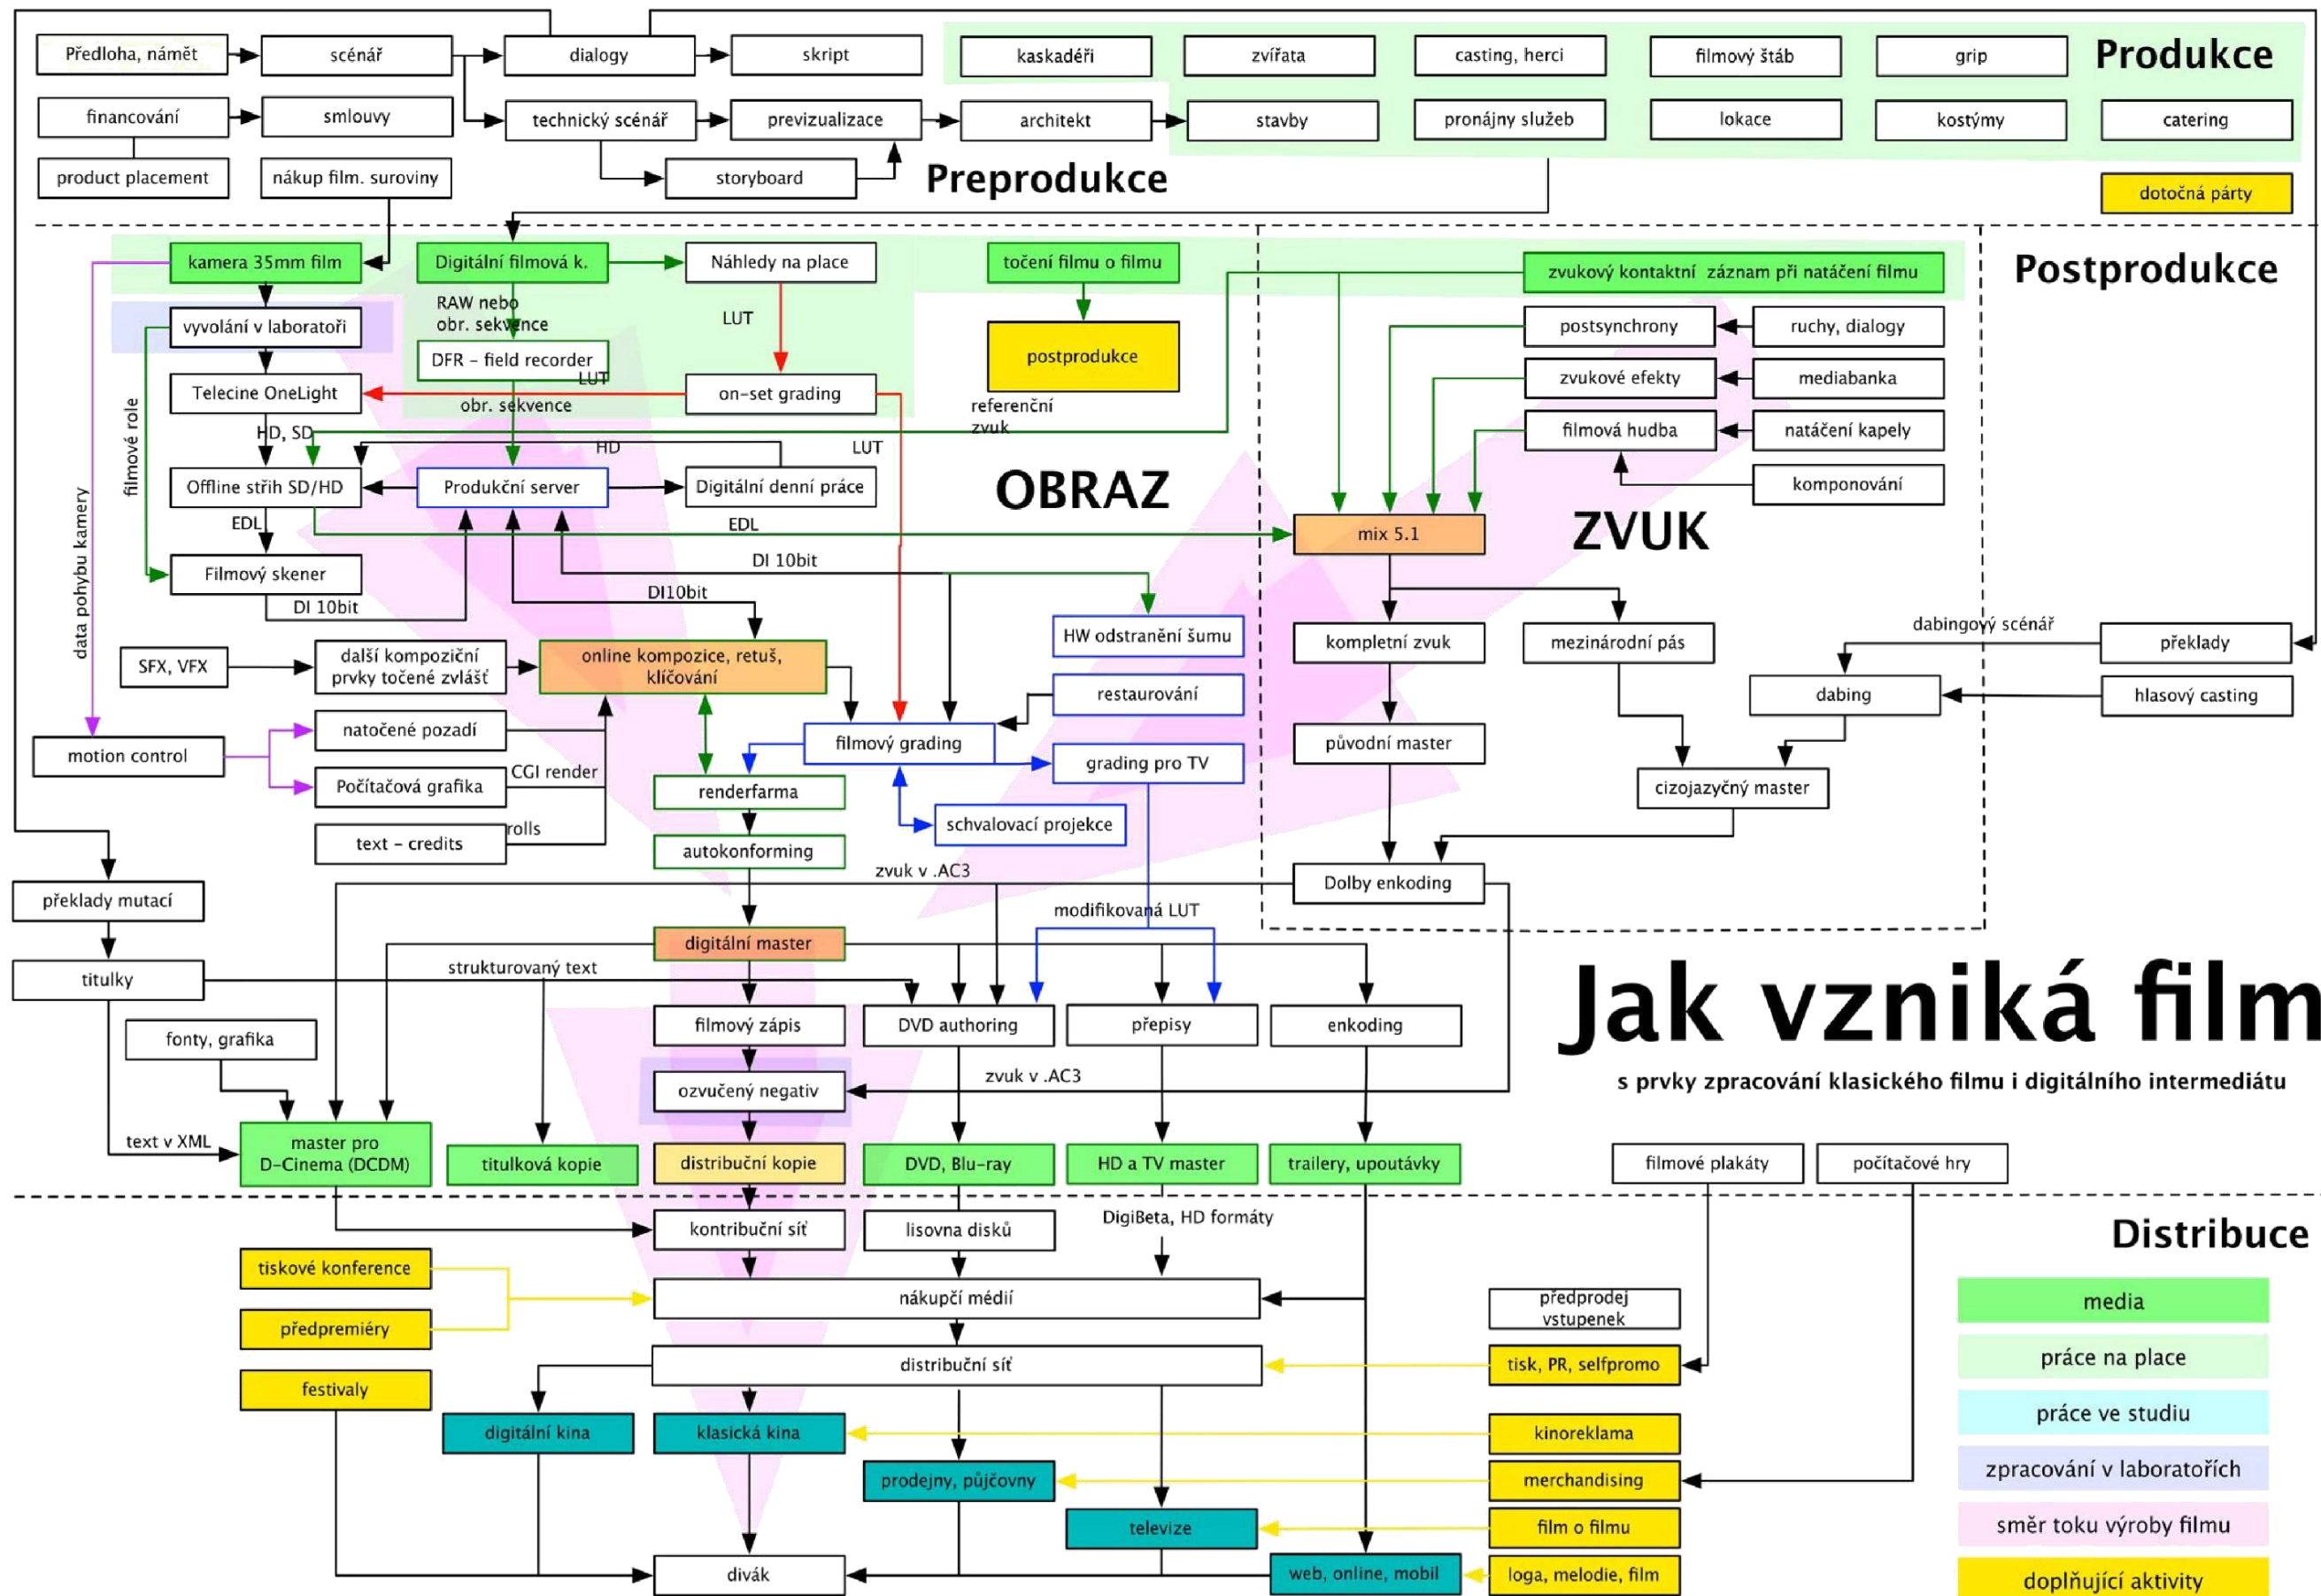 Předloha, námět
scénář
dialogy
skript
kaskadéři
zvířata
casting, herci
filmový štáb
grip
Produkce
financování
smlouvy
technický scénář
previzualizace
architekt
stavby
pronájny služeb
lokace
kostýmy
catering
product placement
nákup film. suroviny
storyboard
Preprodukce
dotočná párty
kamera 35mm film
Digitální filmová k.
Náhledy na place
točení filmu o filmu
zvukový kontaktní záznam při natáčení filmu
Postprodukce
RAW nebo
obr. sekvence
LUT
vyvolání v laboratoři
postsynchrony
ruchy, dialogy
DFR - field recorder
postprodukce
LUT
zvukové efekty
mediabanka
Telecine OneLight
on-set grading
obr. sekvence
referenční
zvuk
filmové role
HD, SD
HD
LUT
filmová hudba
natáčení kapely
Offline střih SD/HD
Produkční server
Digitální denní práce
OBRAZ
komponování
EDL
EDL
mix 5.1
ZVUK
data pohybu kamery
Filmový skener
DI 10bit
DI 10bit
DI10bit
HW odstranění šumu
kompletní zvuk
mezinárodní pás
dabingový scénář
překlady
SFX, VFX
další kompoziční
prvky točené zvlášť
online kompozice, retuš,
klíčování
restaurování
dabing
hlasový casting
natočené pozadí
filmový grading
původní master
motion control
grading pro TV
Počítačová grafika
CGI render
renderfarma
cizojazyčný master
schvalovací projekce
text - credits
rolls
autokonforming
zvuk v .AC3
Dolby enkoding
překlady mutací
modifikovaná LUT
digitální master
titulky
strukturovaný text
Jak vzniká film
filmový zápis
DVD authoring
přepisy
enkoding
fonty, grafika
s prvky zpracování klasického filmu i digitálního intermediátu
ozvučený negativ
zvuk v .AC3
text v XML
master pro
D-Cinema (DCDM)
titulková kopie
distribuční kopie
DVD, Blu-ray
HD a TV master
trailery, upoutávky
filmové plakáty
počítačové hry
kontribuční síť
lisovna disků
DigiBeta, HD formáty
Distribuce
tiskové konference
nákupčí médií
předprodej
vstupenek
media
předpremiéry
distribuční síť
tisk, PR, selfpromo
práce na place
festivaly
digitální kina
klasická kina
kinoreklama
práce ve studiu
prodejny, půjčovny
merchandising
zpracování v laboratořích
televize
film o filmu
směr toku výroby filmu
divák
web, online, mobil
loga, melodie, film
doplňující aktivity